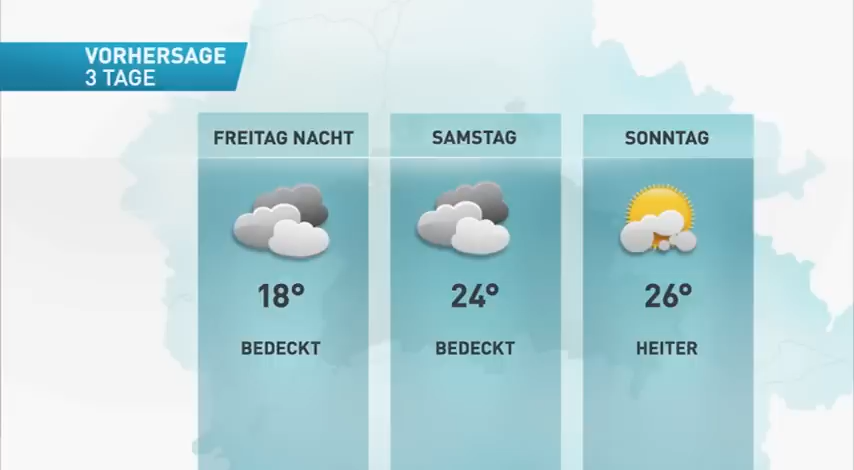 VORHERSAGE
3 TAGE
FREITAG NACHT
SAMSTAG
SONNTAG
18°
24°
26°
BEDECKT
BEDECKT
HEITER